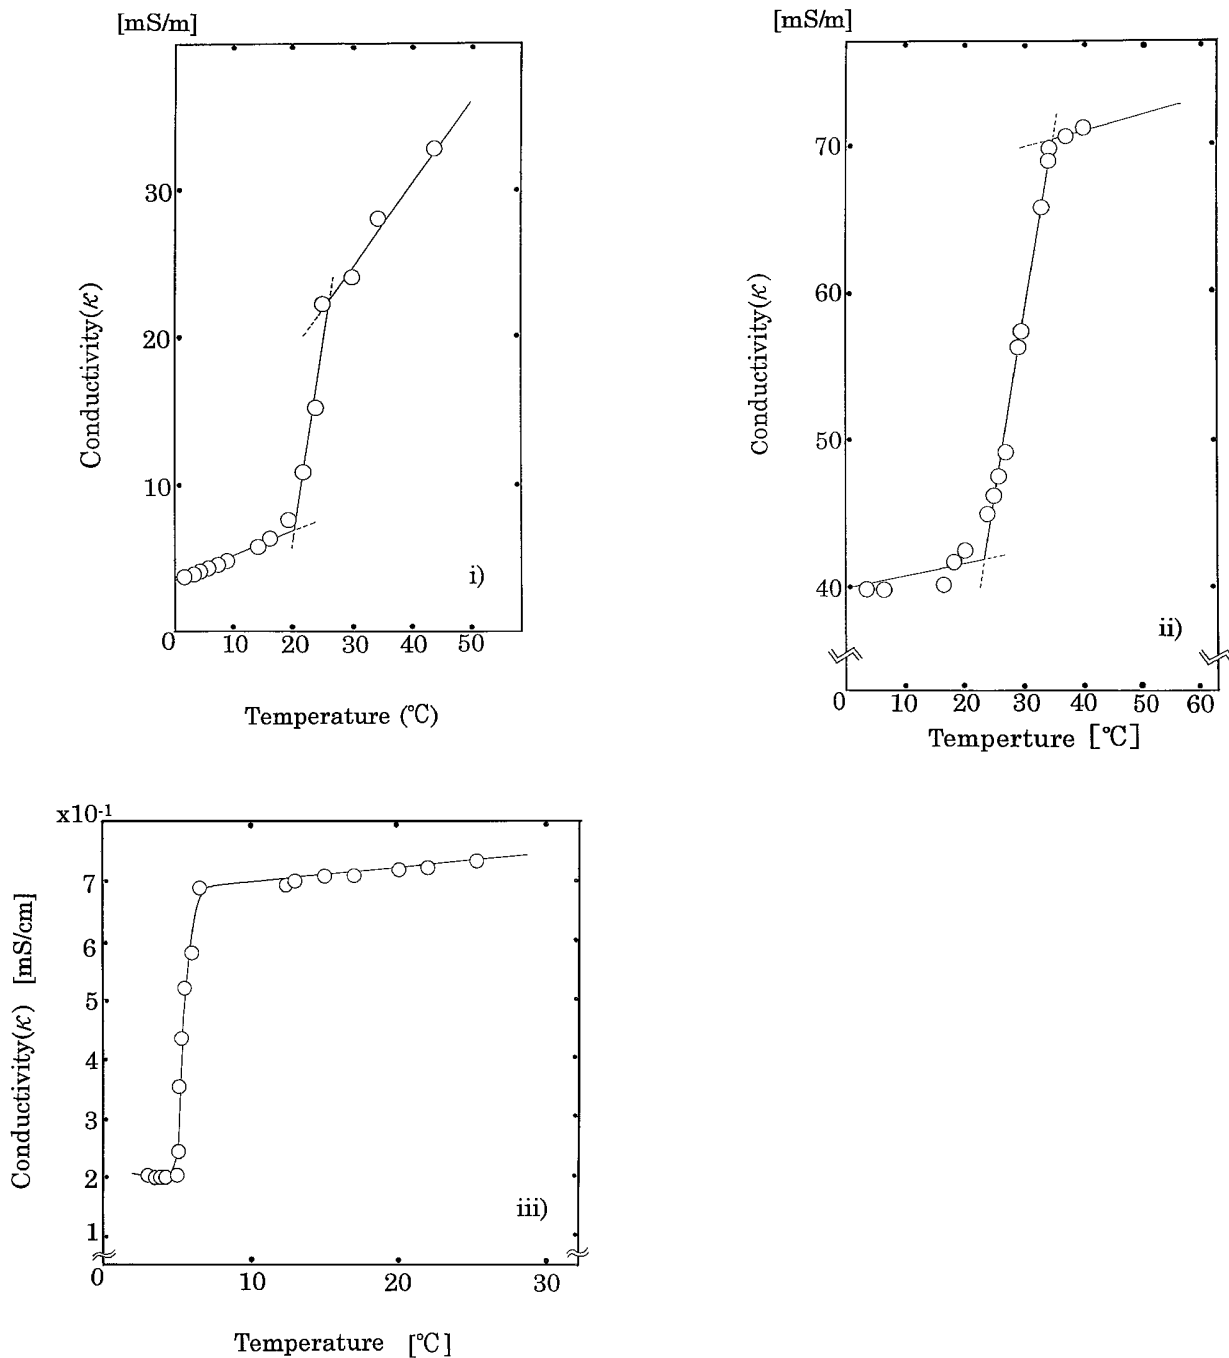 [mS/m]
30
20
10
Conductivity(κ)
i)
0 10 20 30 40 50
Temperature (℃)
[mS/m]
70
60
50
40
Conductivity(κ)
ii)
0 10 20 30 40 50 60
Temperture [℃]
x10-1
7
6
5
4
3
2
1
Conductivity(κ) [mS/cm]
iii)
0 10 20 30
Temperature [℃]